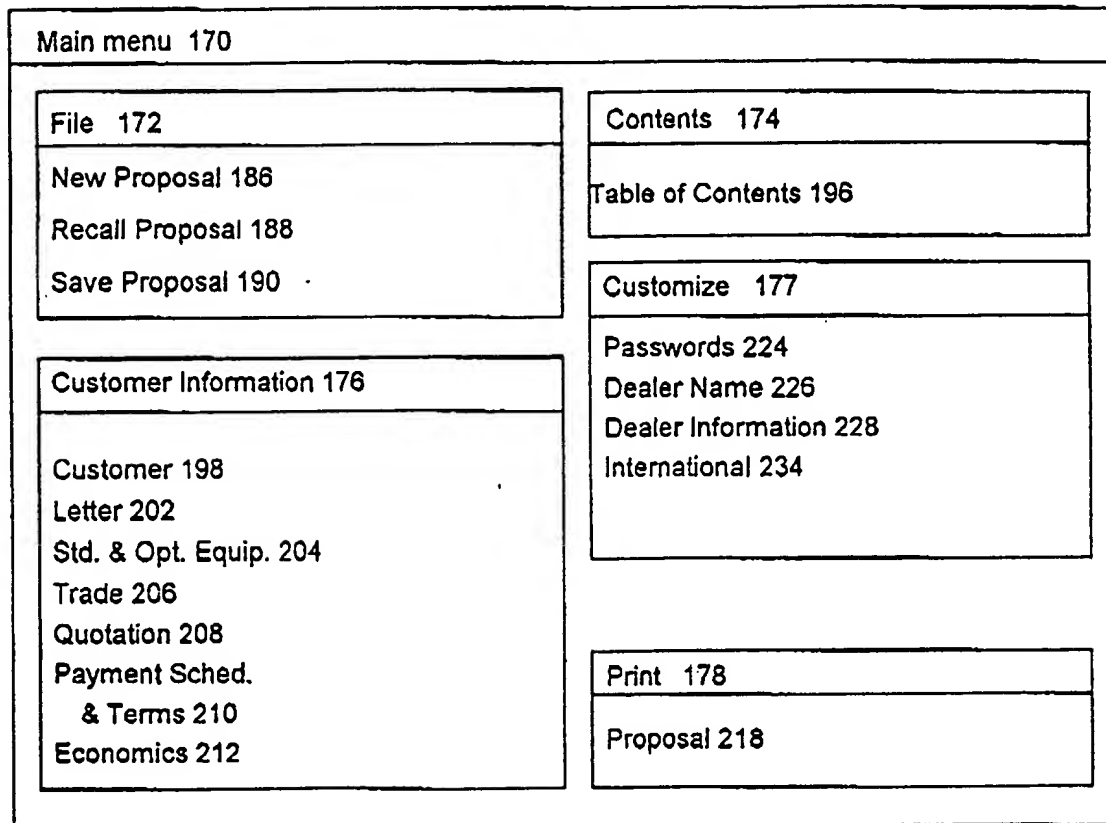 Main menu 170
File 172
New Proposal 186
Recall Proposal 188
Save Proposal 190
Customer Information 176
Customer 198
Letter 202
Std. & Opt. Equip. 204
Trade 206
Quotation 208
Payment Sched.
& Terms 210
Economics 212
Contents 174
Table of Contents 196
Customize 177
Passwords 224
Dealer Name 226
Dealer Information 228
International 234
Print 178
Proposal 218